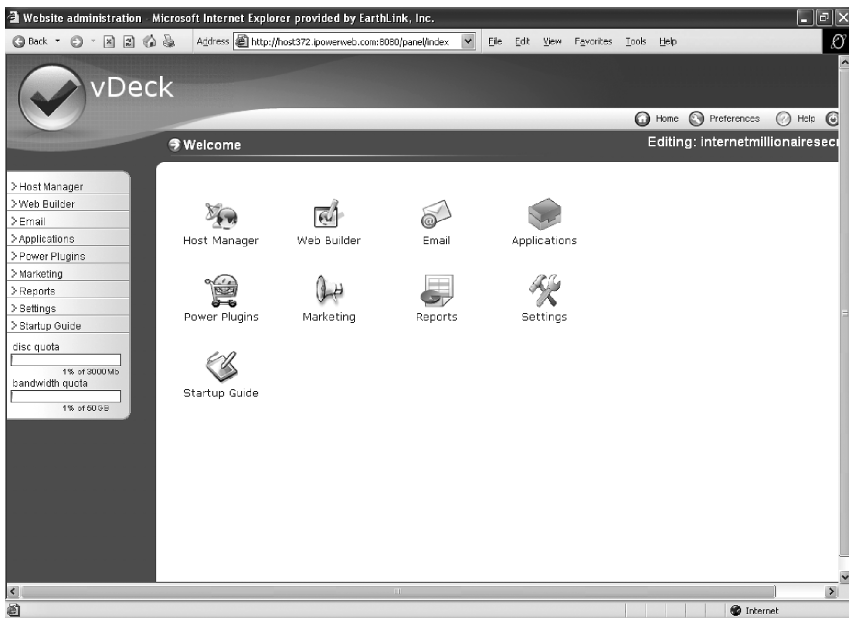 Website administration - Microsoft Internet Explorer provided by EarthLink, Inc.
Back Address http://host372.ipowerweb.com:8080/panel/index File Edit View Favorites Tools Help
vDeck
Home Preferences Help
Welcome Editing: internetmillionairesecr
> Host Manager
> Web Builder
> Email
> Applications
> Power Plugins
> Marketing
> Reports
> Settings
> Startup Guide
disc quota
1% of 3000 Mb
bandwidth quota
1% of 60 GB
Host Manager Web Builder Email Applications
Power Plugins Marketing Reports Settings
Startup Guide
Internet